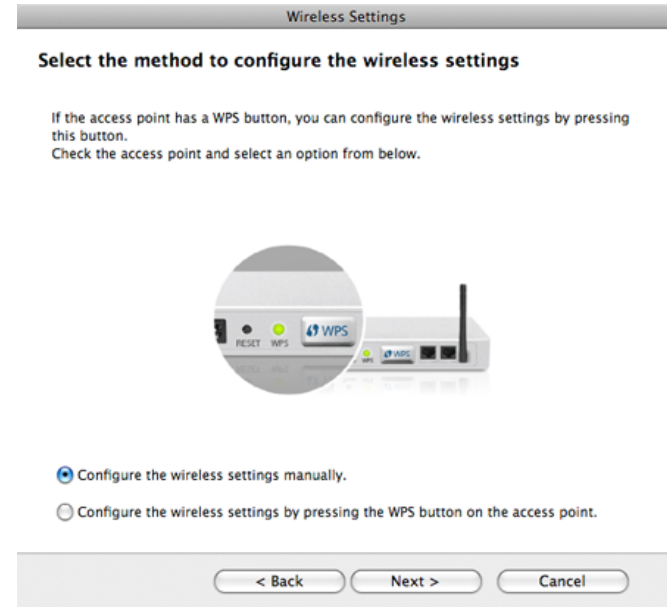 Wireless Settings
Select the method to configure the wireless settings
If the access point has a WPS button, you can configure the wireless settings by pressing
this button.
Check the access point and select an option from below.
RESET WPS WPS
WPS WPS
Configure the wireless settings manually.
Configure the wireless settings by pressing the WPS button on the access point.
< Back Next > Cancel